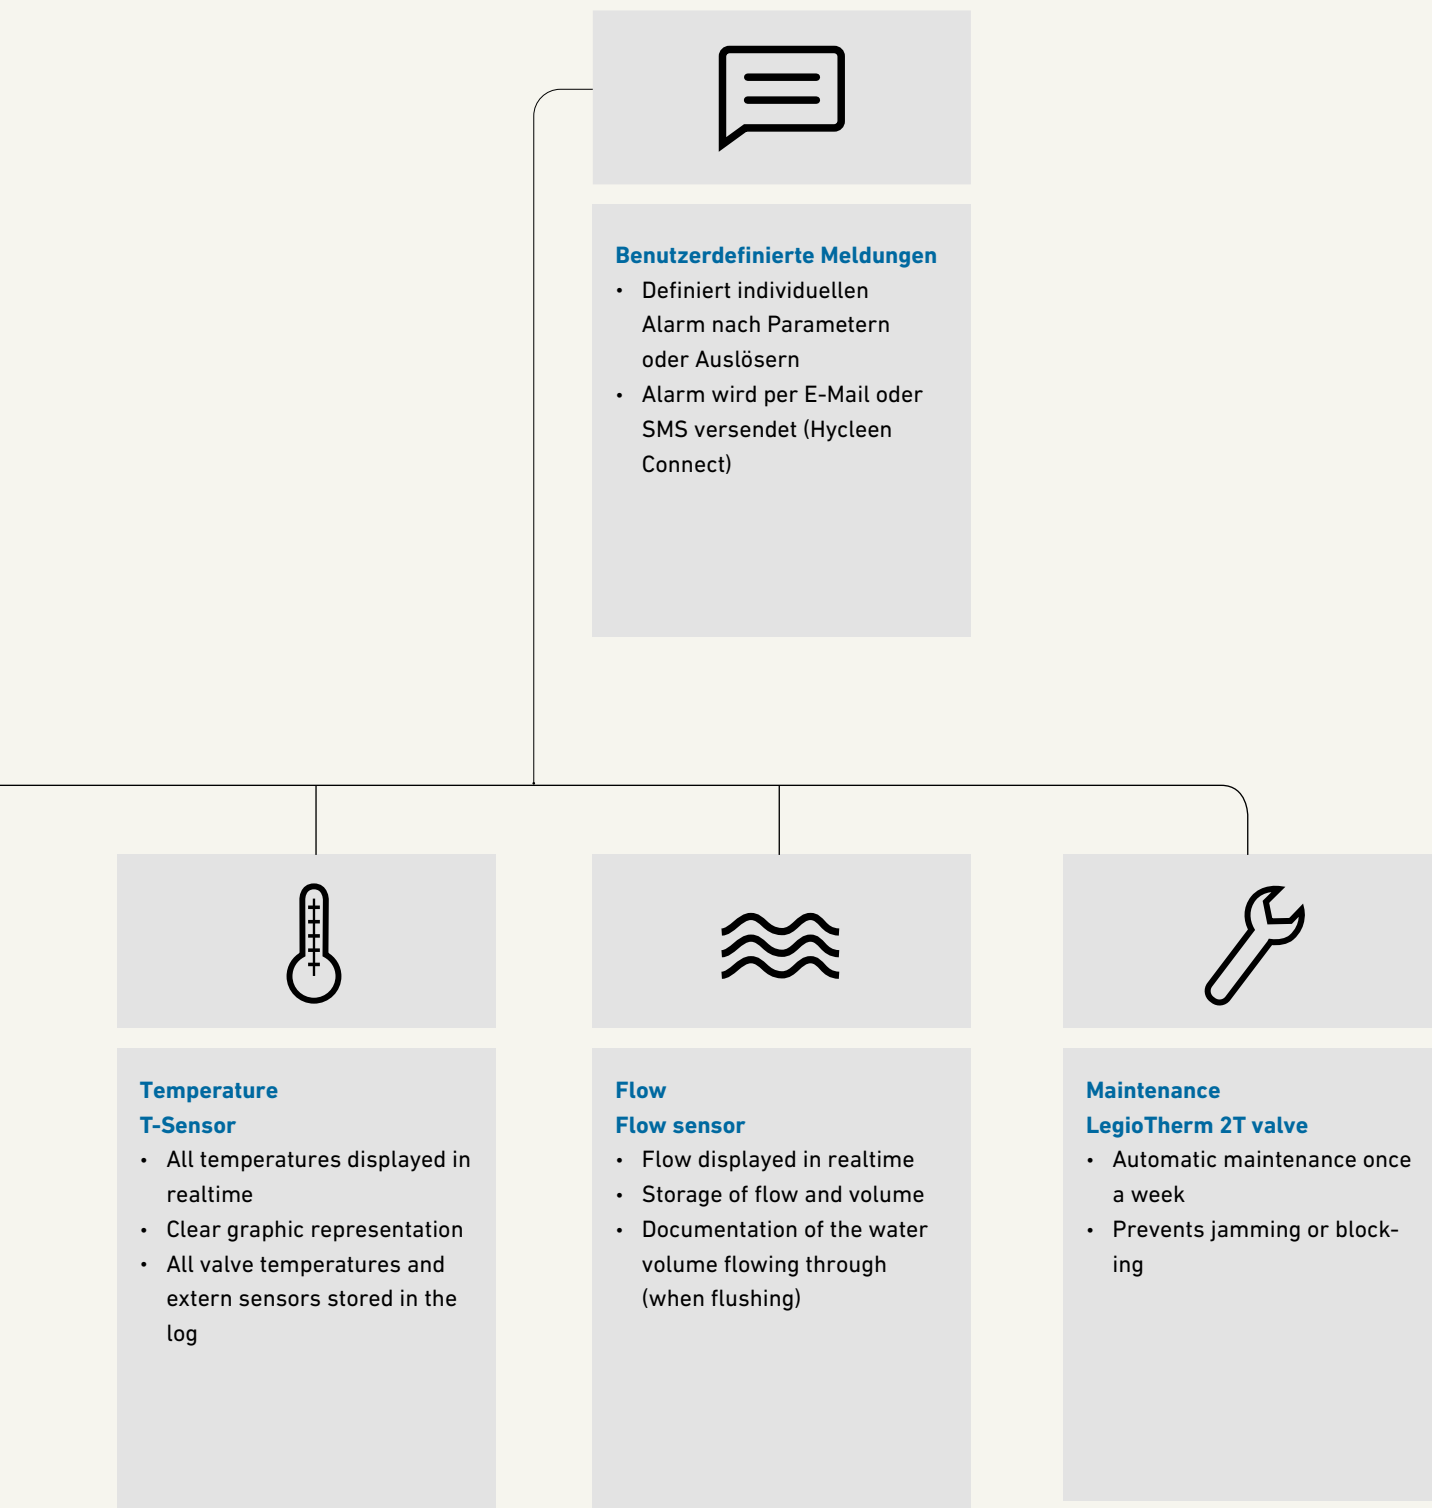 Benutzerdefinierte Meldungen
• Definiert individuellen
Alarm nach Parametern
oder Auslösern
• Alarm wird per E-Mail oder
SMS versendet (Hycleen
Connect)
Temperature
T-Sensor
• All temperatures displayed in
realtime
• Clear graphic representation
• All valve temperatures and
extern sensors stored in the
log
Flow
Flow sensor
• Flow displayed in realtime
• Storage of flow and volume
• Documentation of the water
volume flowing through
(when flushing)
Maintenance
LegioTherm 2T valve
• Automatic maintenance once
a week
• Prevents jamming or block-
ing